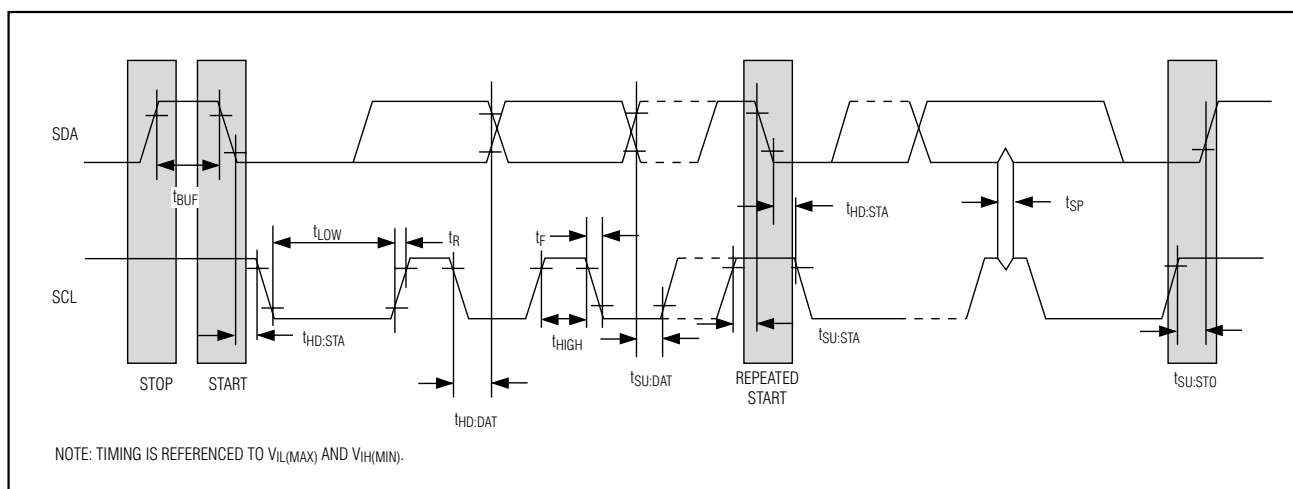 SDA
tBUF
tLOW
tR
tF
tHD:STA
tSP
SCL
tHD:STA
tHIGH
tSU:STA
tSU:DAT
STOP
START
REPEATED
START
tSU:STO
tHD:DAT
NOTE: TIMING IS REFERENCED TO VIL(MAX) AND VIH(MIN).